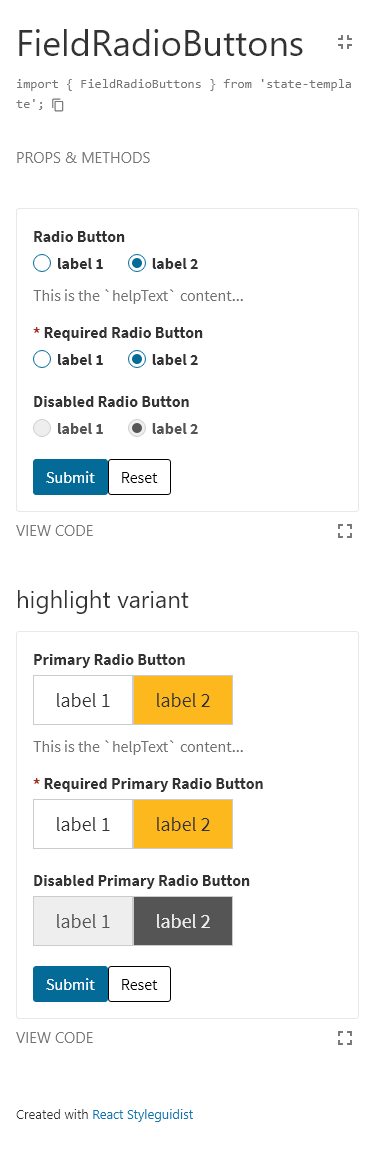 FieldRadioButtons
import { FieldRadioButtons } from 'state-templa
te';
PROPS & METHODS
Radio Button
label 1 label 2
This is the `helpText` content...
* Required Radio Button
label 1 label 2
Disabled Radio Button
label 1 label 2
Submit Reset
VIEW CODE
highlight variant
Primary Radio Button
label 1 label 2
This is the `helpText` content...
* Required Primary Radio Button
label 1 label 2
Disabled Primary Radio Button
label 1 label 2
Submit Reset
VIEW CODE
Created with React Styleguidist